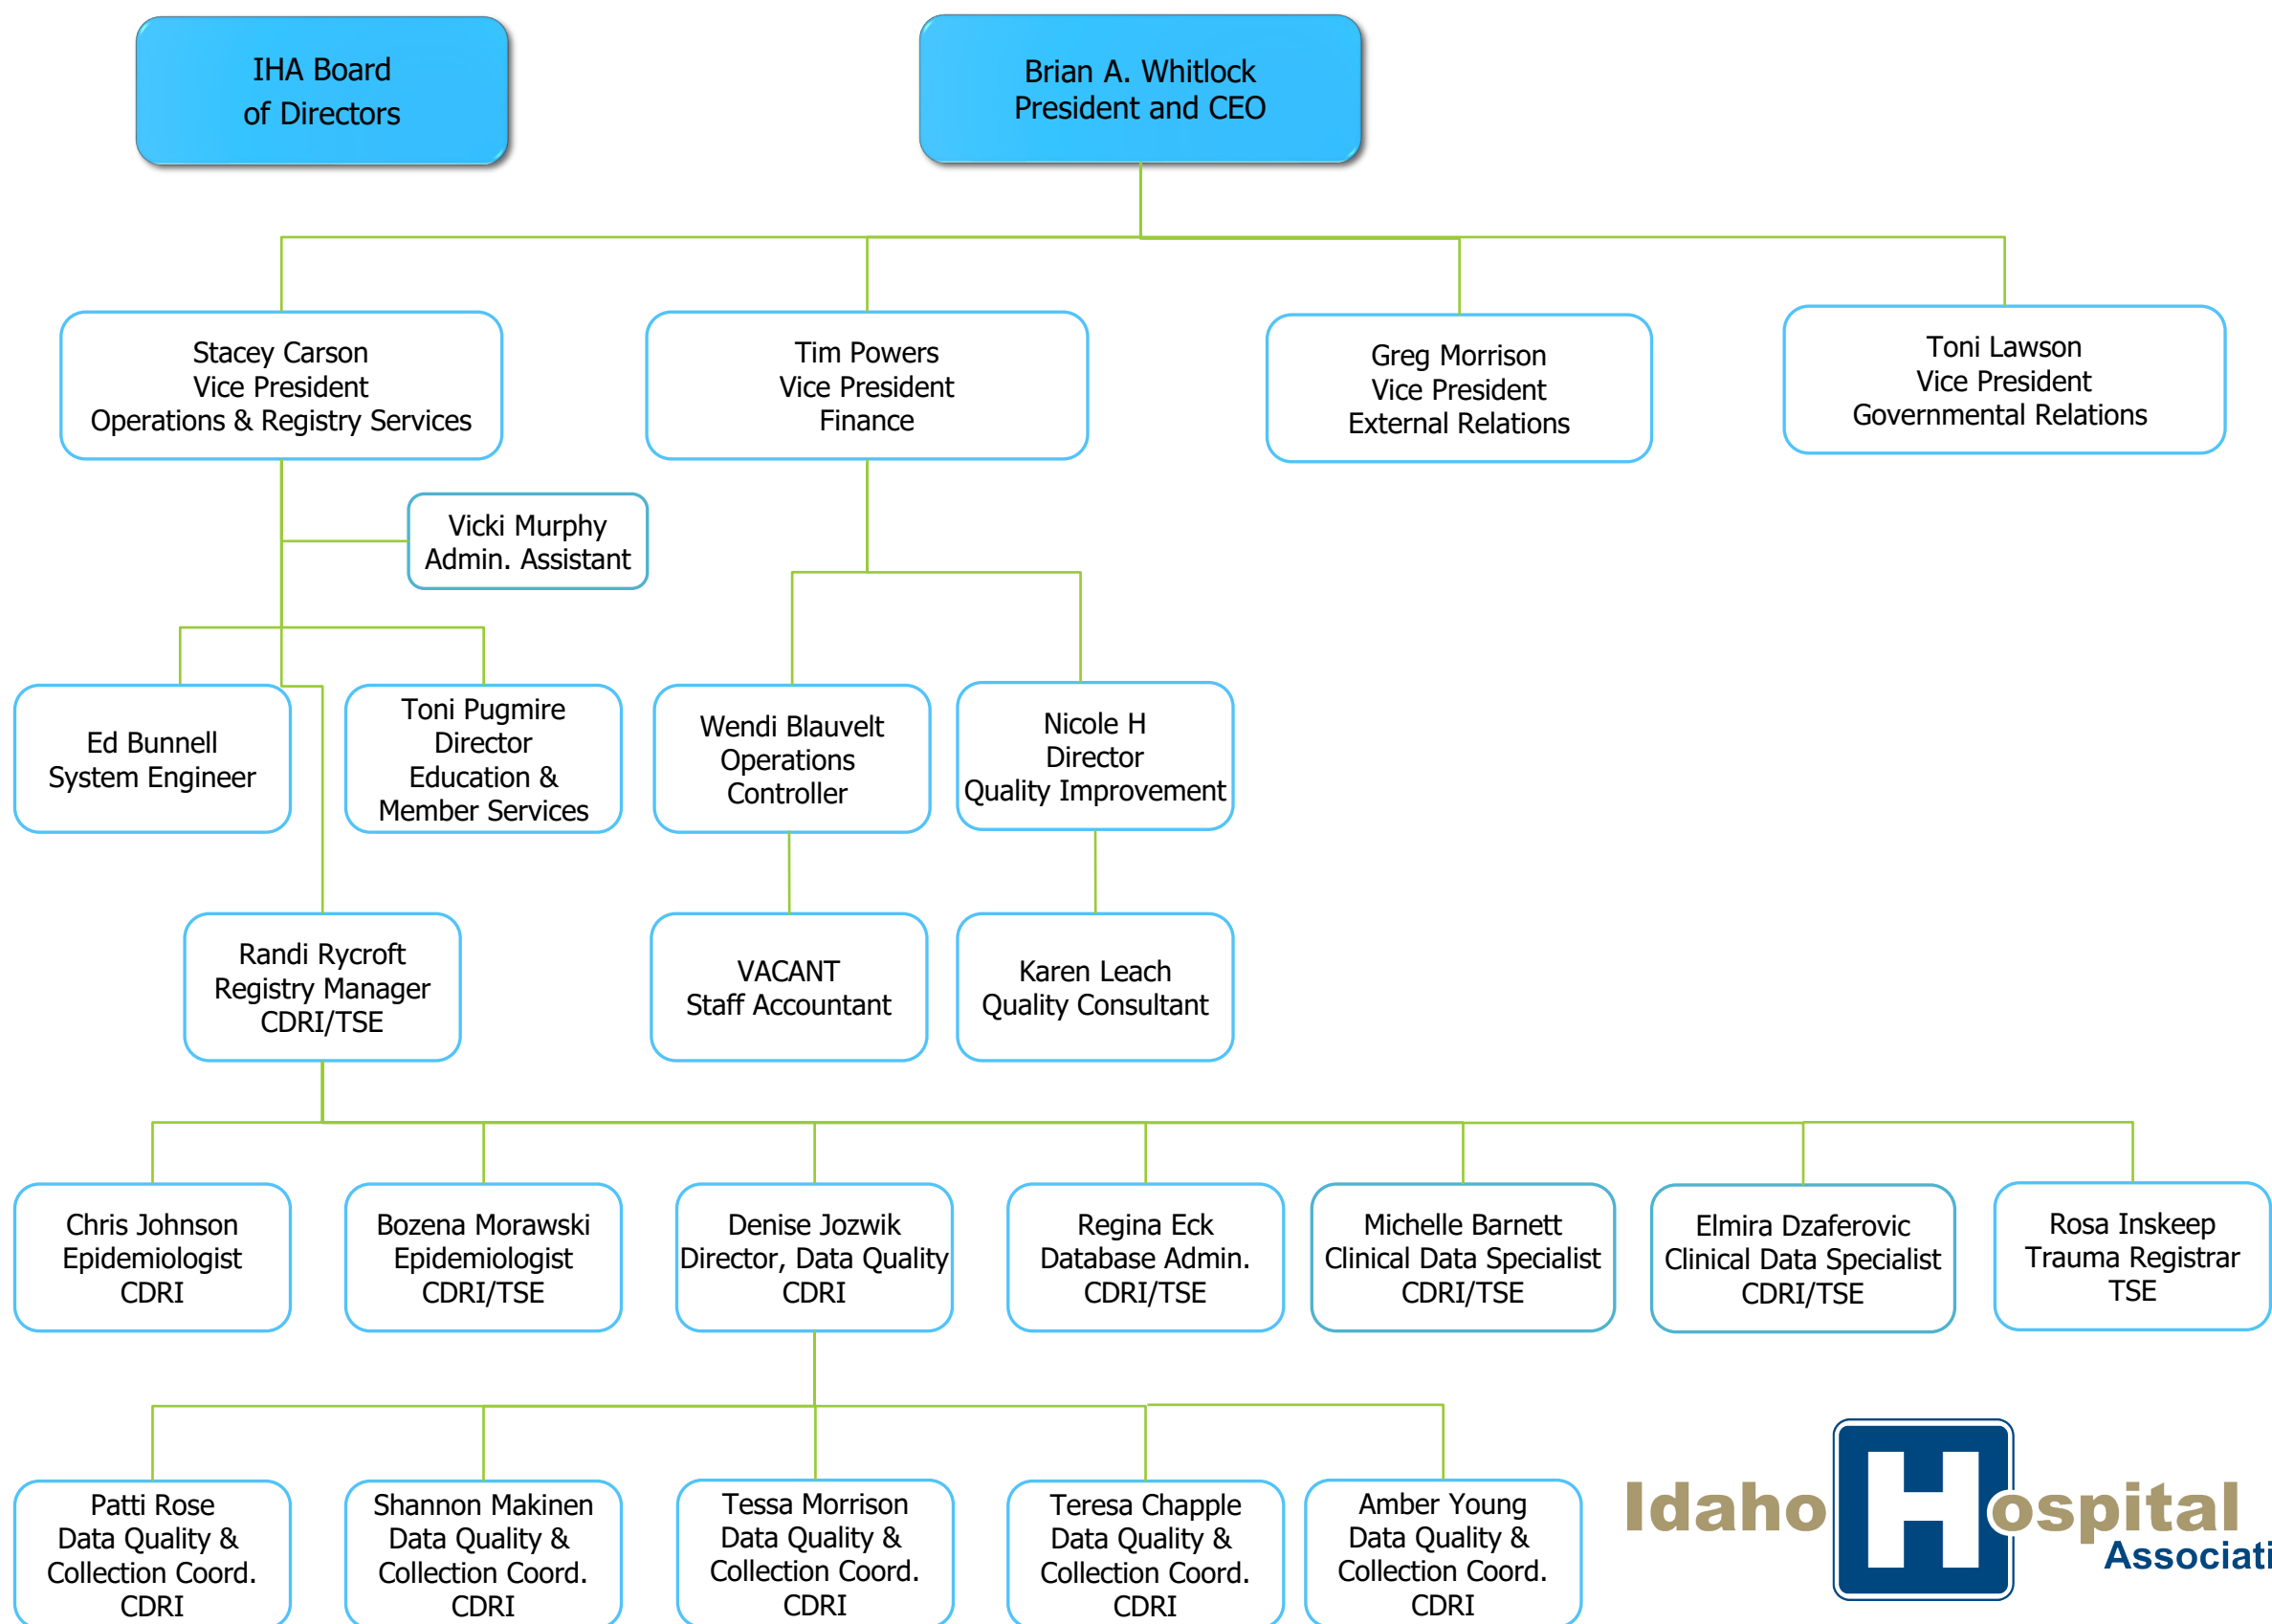 IHA Board
of Directors
Brian A. Whitlock
President and CEO
Stacey Carson
Vice President
Operations & Registry Services
Tim Powers
Vice President
Finance
Greg Morrison
Vice President
External Relations
Toni Lawson
Vice President
Governmental Relations
Vicki Murphy
Admin. Assistant
Ed Bunnell
System Engineer
Toni Pugmire
Director
Education &
Member Services
Wendi Blauvelt
Operations
Controller
Nicole H
Director
Quality Improvement
Randi Rycroft
Registry Manager
CDRI/TSE
VACANT
Staff Accountant
Karen Leach
Quality Consultant
Chris Johnson
Epidemiologist
CDRI
Bozena Morawski
Epidemiologist
CDRI/TSE
Denise Jozwik
Director, Data Quality
CDRI
Regina Eck
Database Admin.
CDRI/TSE
Michelle Barnett
Clinical Data Specialist
CDRI/TSE
Elmira Dzaferovic
Clinical Data Specialist
CDRI/TSE
Rosa Inskeep
Trauma Registrar
TSE
Patti Rose
Data Quality &
Collection Coord.
CDRI
Shannon Makinen
Data Quality &
Collection Coord.
CDRI
Tessa Morrison
Data Quality &
Collection Coord.
CDRI
Teresa Chapple
Data Quality &
Collection Coord.
CDRI
Amber Young
Data Quality &
Collection Coord.
CDRI
Idaho Hospital
Associati